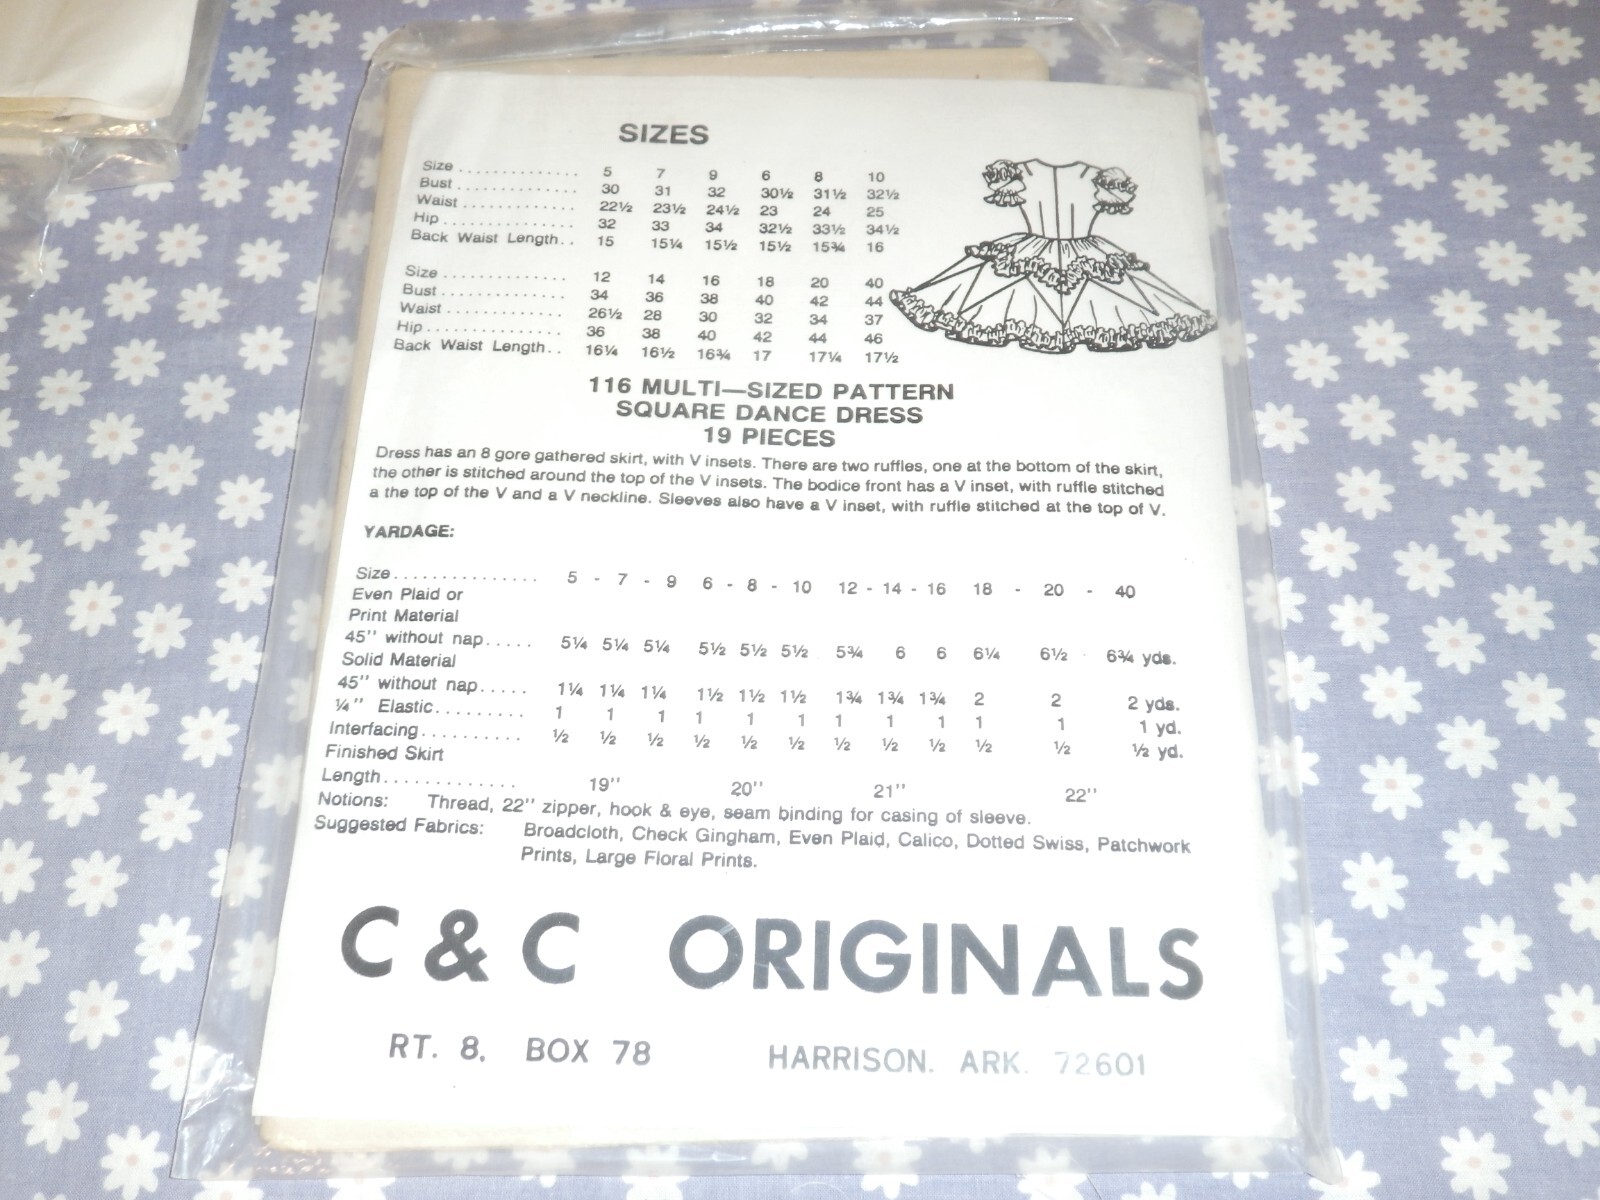 SIZES
Size .............. 5 7 9 6 8 10
Bust .............. 30 31 32 30½ 31½ 32½
Waist ............. 22½ 23½ 24½ 23 24 25
Hip ................ 32 33 34 32½ 33½ 34½
Back Waist Length.. 15 15¼ 15½ 15½ 15¾ 16
Size .............. 12 14 16 18 20 40
Bust .............. 34 36 38 40 42 44
Waist ............. 26½ 28 30 32 34 37
Hip ................ 36 38 40 42 44 46
Back Waist Length.. 16¼ 16½ 16¾ 17 17¼ 17½
116 MULTI—SIZED PATTERN
SQUARE DANCE DRESS
19 PIECES
Dress has an 8 gore gathered skirt, with V insets. There are two ruffles, one at the bottom of the skirt,
the other is stitched around the top of the V insets. The bodice front has a V inset, with ruffle stitched
a the top of the V and a V neckline. Sleeves also have a V inset, with ruffle stitched at the top of V.
YARDAGE:
Size............... 5 - 7 - 9 6 - 8 - 10 12 - 14 - 16 18 - 20 - 40
Even Plaid or
Print Material
45" without nap..... 5¼ 5¼ 5¼ 5½ 5½ 5½ 5¾ 6 6 6¼ 6½ 6¾ yds.
Solid Material
45" without nap..... 1¼ 1¼ 1¼ 1½ 1½ 1½ 1¾ 1¾ 1¾ 2 2 2 yds.
¼" Elastic......... 1 1 1 1 1 1 1 1 1 1 1 1 yd.
Interfacing.......... ½ ½ ½ ½ ½ ½ ½ ½ ½ ½ ½ ½ yd.
Finished Skirt
Length............. 19" 20" 21" 22"
Notions: Thread, 22" zipper, hook & eye, seam binding for casing of sleeve.
Suggested Fabrics: Broadcloth, Check Gingham, Even Plaid, Calico, Dotted Swiss, Patchwork
Prints, Large Floral Prints.
C & C ORIGINALS
RT. 8, BOX 78 HARRISON. ARK. 72601